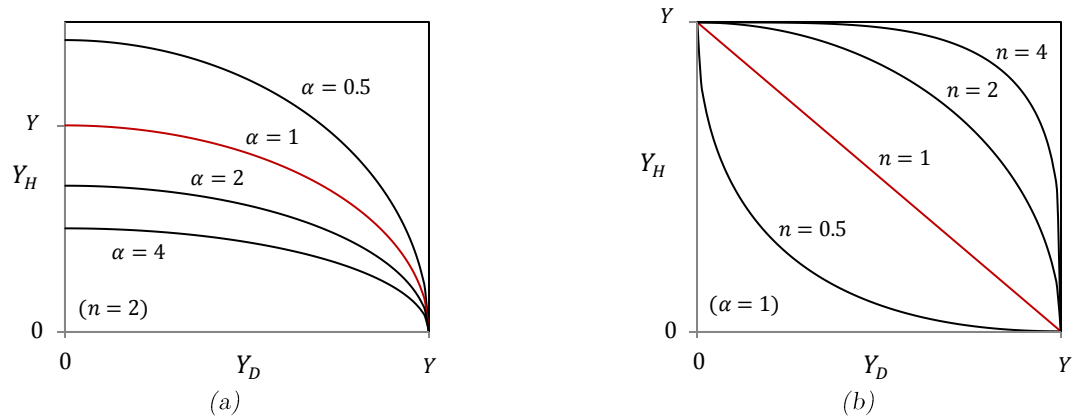 α = 0.5
Y
α = 1
Y_H
α = 2
α = 4
(n = 2)
0
0
Y_D
Y
(a)
Y
n = 4
n = 2
Y_H
n = 1
n = 0.5
(α = 1)
0
0
Y_D
Y
(b)